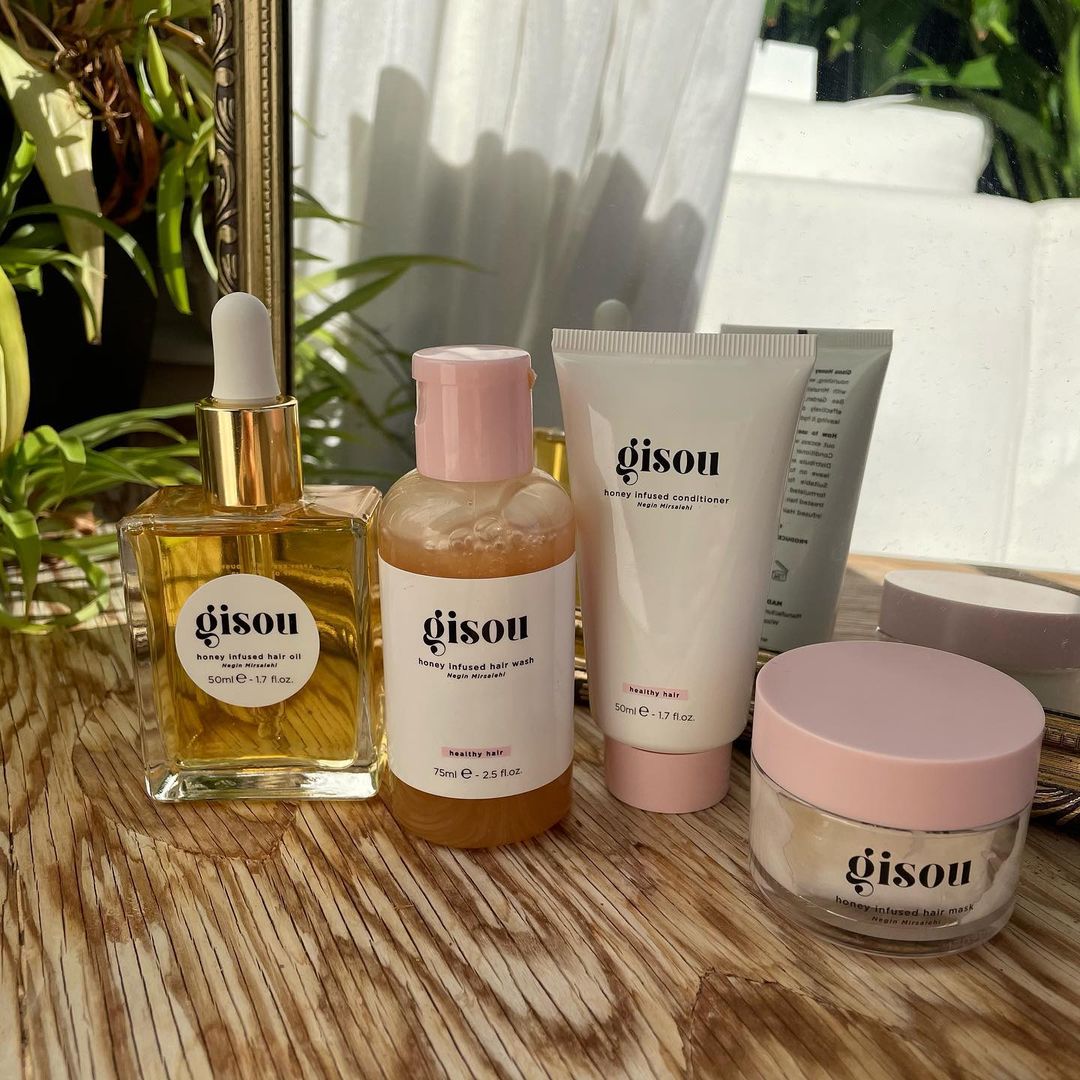 gisou
honey infused hair oil
Negin Mirsalehi
50ml e - 1.7 fl.oz.
gisou
honey infused hair wash
Negin Mirsalehi
healthy hair
75ml e - 2.5 fl.oz.
gisou
honey infused conditioner
Negin Mirsalehi
healthy hair
50ml e - 1.7 fl.oz.
gisou
honey infused hair mask
Negin Mirsalehi